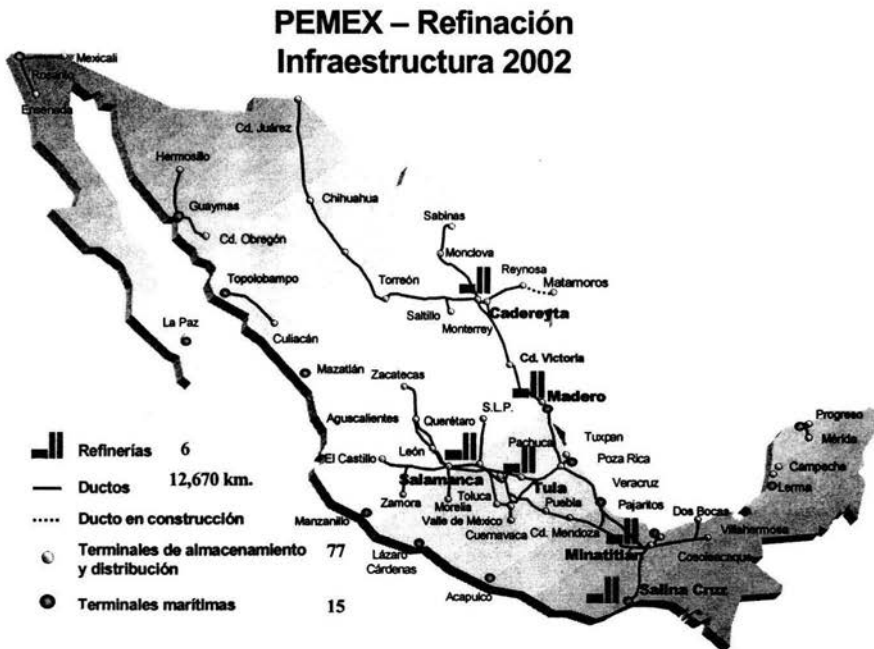 PEMEX – Refinación
Infraestructura 2002
Mexicali
Rosarito
Ensenada
Cd. Juárez
Hermosillo
Chihuahua
Guaymas
Cd. Obregón
Sabinas
Monclova
Reynosa
Matamoros
Topolobampo
Torreón
Saltillo
Monterrey
Cadereyta
La Paz
Culiacán
Cd. Victoria
Mazatlán
Zacatecas
Madero
Aguascalientes
Querétaro
S.L.P.
Progreso
Mérida
León
Pachuca
Tuxpan
El Castillo
Poza Rica
Campeche
Salamanca
Tula
Veracruz
Lerma
Zamora
Morelia
Toluca
Puebla
Pajaritos
Dos Bocas
Manzanillo
Valle de México
Cuernavaca
Cd. Mendoza
Villahermosa
Minatitlán
Cosoleacaque
Lázaro
Cárdenas
Acapulco
Salina Cruz
Refinerías 6
Ductos 12,670 km.
Ducto en construcción
Terminales de almacenamiento
y distribución 77
Terminales marítimas 15